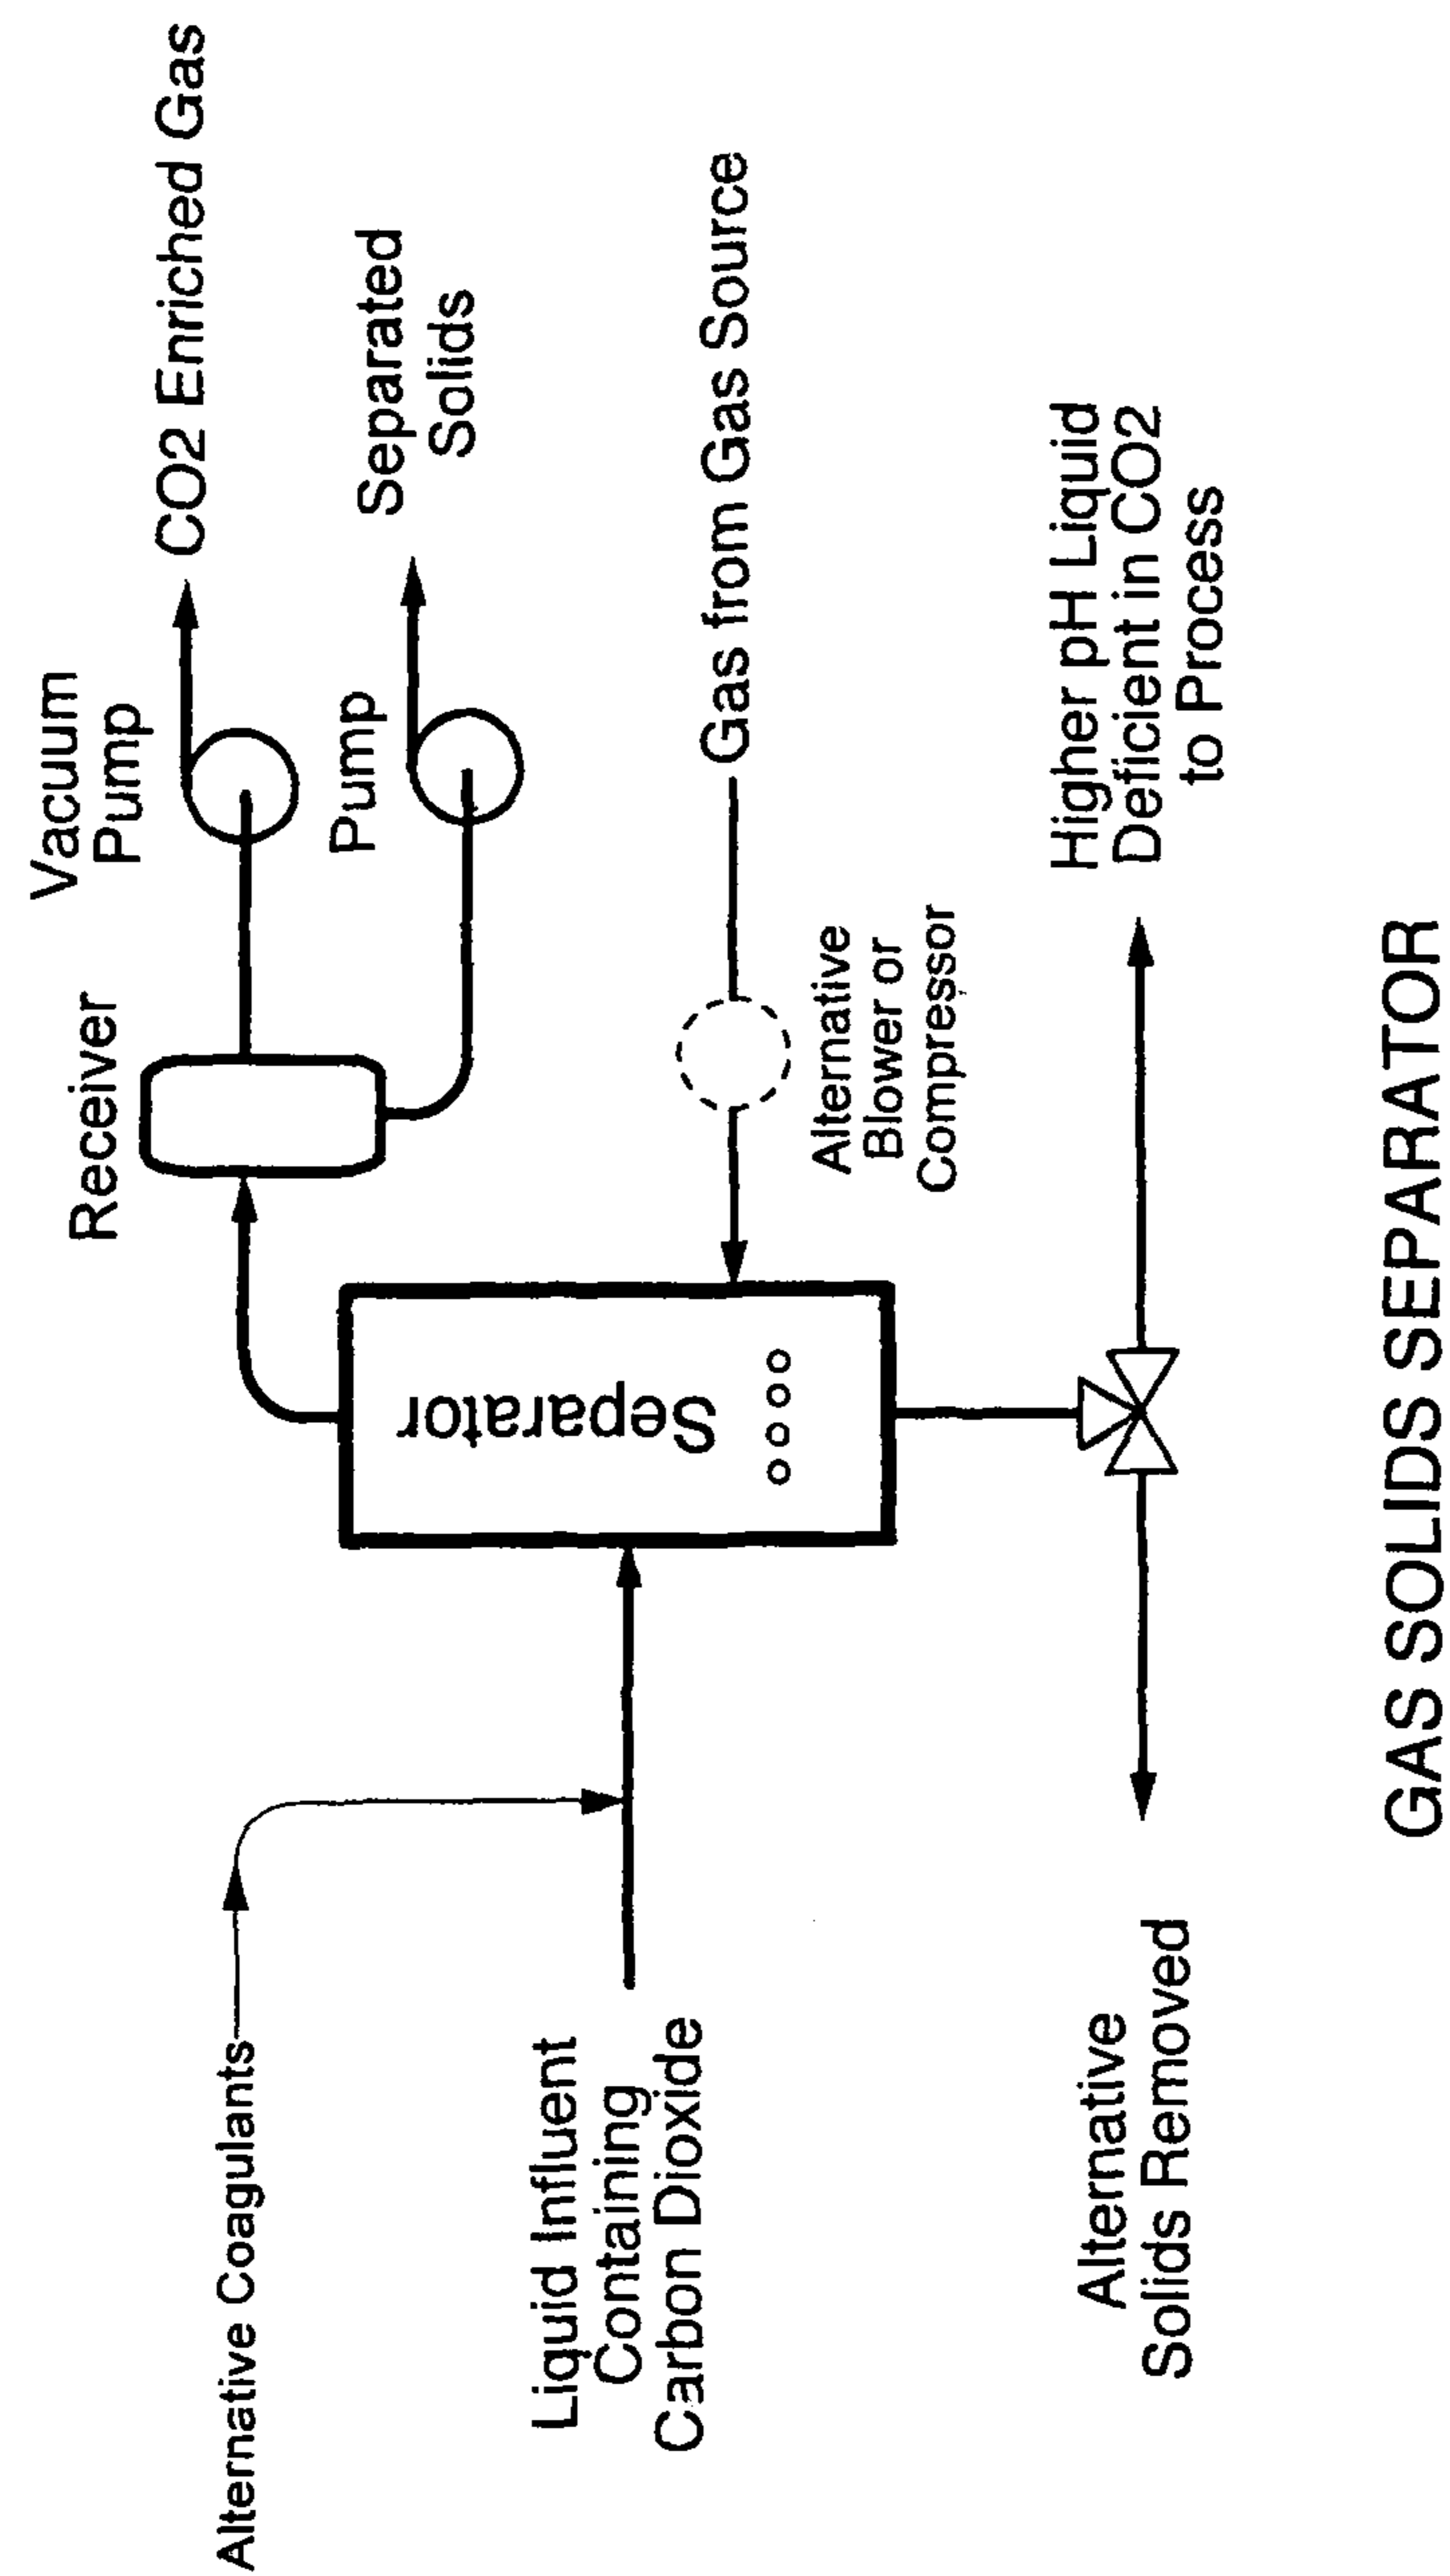 Vacuum
Pump
CO2 Enriched Gas
Receiver
Pump
Separated
Solids
Alternative Coagulants
Liquid Influent
Containing
Carbon Dioxide
Separator
Gas from Gas Source
Alternative
Blower or
Compressor
Higher pH Liquid
Deficient in CO2
to Process
Alternative
Solids Removed
GAS SOLIDS SEPARATOR